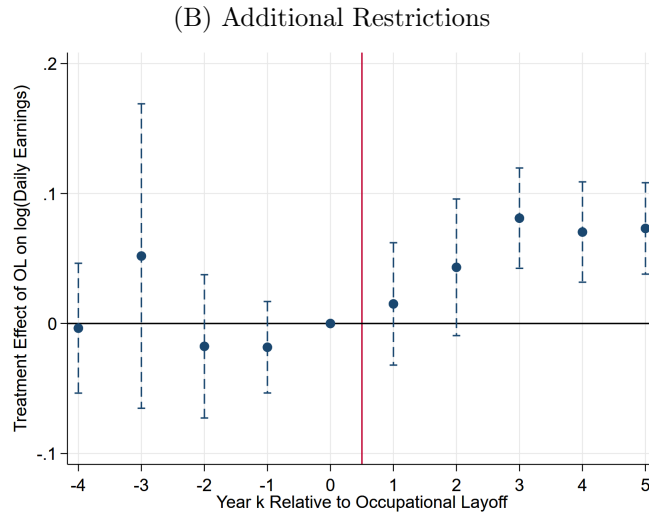 (B) Additional Restrictions
Treatment Effect of OL on log(Daily Earnings)
.2
.1
0
-.1
-4 -3 -2 -1 0 1 2 3 4 5
Year k Relative to Occupational Layoff